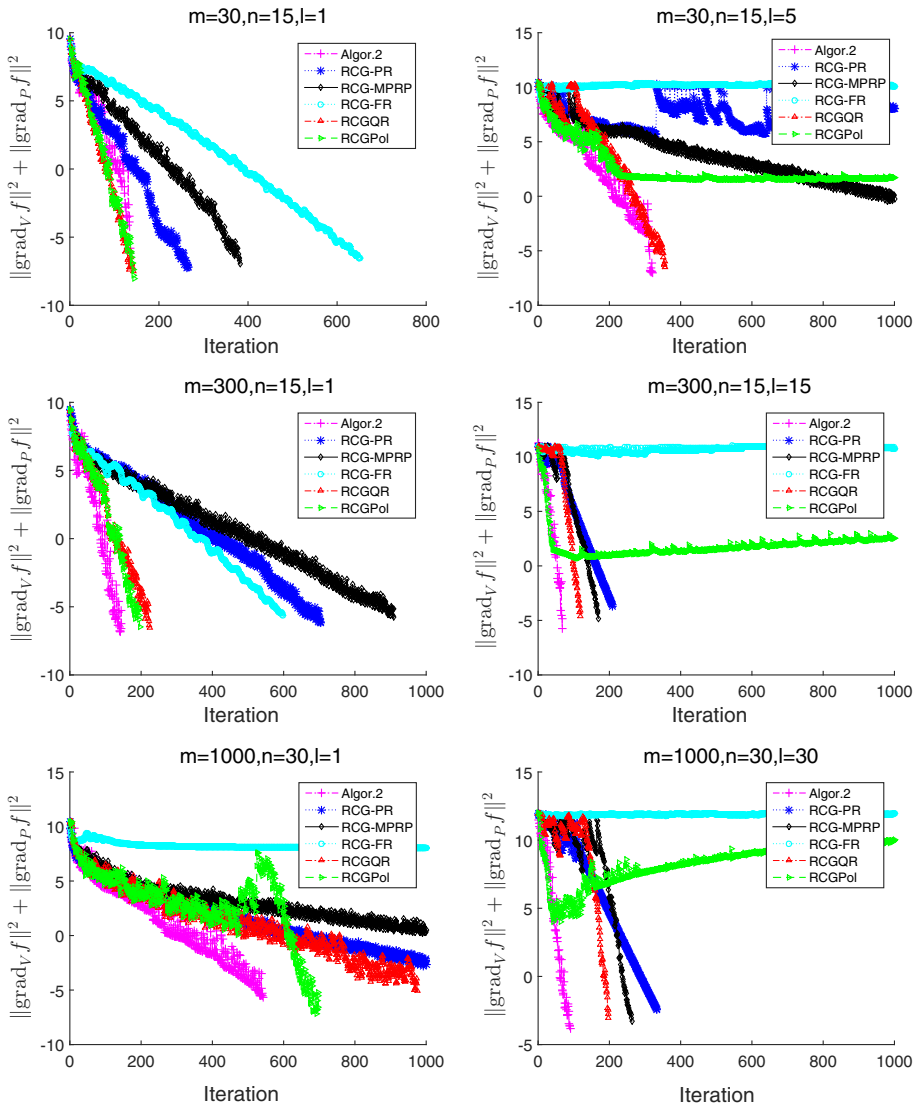 m=30,n=15,l=1
10
5
0
-5
-10
0 200 400 600 800
Iteration
‖grad_V f‖² + ‖grad_P f‖²
Algor.2
RCG-PR
RCG-MPRP
RCG-FR
RCGQR
RCGPol
m=30,n=15,l=5
15
10
5
0
-5
-10
0 200 400 600 800 1000
Iteration
‖grad_V f‖² + ‖grad_P f‖²
Algor.2
RCG-PR
RCG-MPRP
RCG-FR
RCGQR
RCGPol
m=300,n=15,l=1
10
5
0
-5
-10
0 200 400 600 800 1000
Iteration
‖grad_V f‖² + ‖grad_P f‖²
Algor.2
RCG-PR
RCG-MPRP
RCG-FR
RCGQR
RCGPol
m=300,n=15,l=15
15
10
5
0
-5
-10
0 200 400 600 800 1000
Iteration
‖grad_V f‖² + ‖grad_P f‖²
Algor.2
RCG-PR
RCG-MPRP
RCG-FR
RCGQR
RCGPol
m=1000,n=30,l=1
15
10
5
0
-5
-10
0 200 400 600 800 1000
Iteration
‖grad_V f‖² + ‖grad_P f‖²
Algor.2
RCG-PR
RCG-MPRP
RCG-FR
RCGQR
RCGPol
m=1000,n=30,l=30
15
10
5
0
-5
0 200 400 600 800 1000
Iteration
‖grad_V f‖² + ‖grad_P f‖²
Algor.2
RCG-PR
RCG-MPRP
RCG-FR
RCGQR
RCGPol